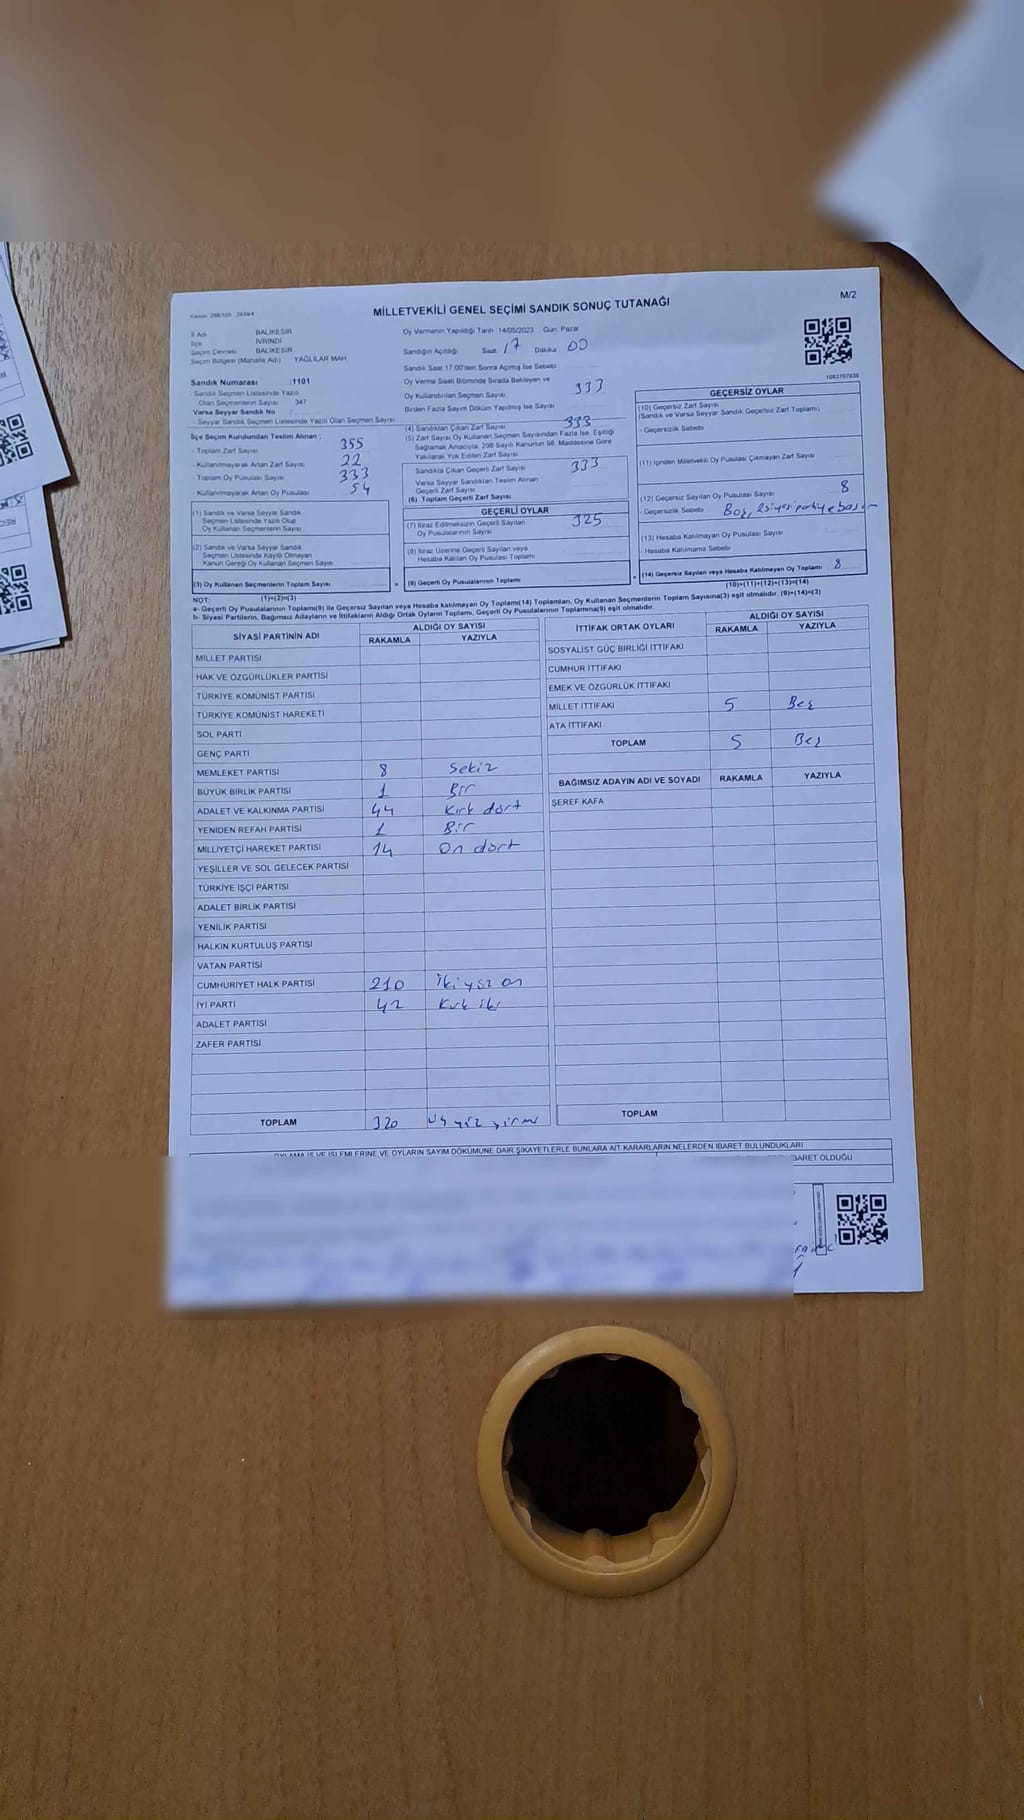 MİLLETVEKİLİ GENEL SEÇİMİ SANDIK SONUÇ TUTANAĞI
M/2
İl Adı BALIKESİR
İlçe İVRİNDİ
Seçim Çevresi BALIKESİR
Seçim Bölgesi (Mahalle Adı) YAĞLILAR MAH.
Oy Vermenin Yapıldığı Tarih 14/05/2023 Gün: Pazar
Sandığın Açıldığı Saat 17 Dakika 00
Sandık Saat 17.00'den Sonra Açılmış İse Sebebi
Sandık Numarası :1101
Sandık Seçmen Listesinde Yazılı
Olan Seçmenlerin Sayısı 347
Varsa Seyyar Sandık No
- Seyyar Sandık Seçmen Listesinde Yazılı Olan Seçmen Sayısı
Oy Verme Saati Bitiminde Sırada Bekleyen ve
Oy Kullandırılan Seçmen Sayısı 333
Birden Fazla Sayım Döküm Yapılmış İse Sayısı
İlçe Seçim Kurulundan Teslim Alınan ;
- Toplam Zarf Sayısı 355
- Kullanılmayarak Artan Zarf Sayısı 22
- Toplam Oy Pusulası Sayısı 333
- Kullanılmayarak Artan Oy Pusulası 54
(1) Sandık ve Varsa Seyyar Sandık
Seçmen Listesinde Yazılı Olup
Oy Kullanan Seçmenlerin Sayısı
(2) Sandık ve Varsa Seyyar Sandık
Seçmen Listesinde Kayıtlı Olmayan
Kanun Gereği Oy Kullanan Seçmenlerin Sayısı
(3) Oy Kullanan Seçmenlerin Toplam Sayısı =
(4) Sandıktan Çıkan Zarf Sayısı 333
(5) Zarf Sayısı Oy Kullanan Seçmen Sayısından Fazla İse, Eşitliği
Sağlamak Amacıyla, 298 Sayılı Kanunun 98. Maddesine Göre
Yakılarak Yok Edilen Zarf Sayısı
Sandıkta Çıkan Geçerli Zarf Sayısı 333
Varsa Seyyar Sandıktan Teslim Alınan
Geçerli Zarf Sayısı
(6) Toplam Geçerli Zarf Sayısı
GEÇERLİ OYLAR
(7) İtiraz Edilmeksizin Geçerli Sayılan
Oy Pusulalarının Sayısı 325
(8) İtiraz Üzerine Geçerli Sayılan veya
Hesaba Katılan Oy Pusulası Toplamı
(9) Geçerli Oy Pusulalarının Toplamı +
1083707836
GEÇERSİZ OYLAR
(10) Geçersiz Zarf Sayısı
(Sandık ve Varsa Seyyar Sandık Geçersiz Zarf Toplamı)
- Geçersizlik Sebebi
(11) İçinden Milletvekili Oy Pusulası Çıkmayan Zarf Sayısı
(12) Geçersiz Sayılan Oy Pusulası Sayısı 8
- Geçersizlik Sebebi Boş, 2 siyasi partiye
(13) Hesaba Katılmayan Oy Pusulası Sayısı
- Hesaba Katılmama Sebebi
(14) Geçersiz Sayılan veya Hesaba Katılmayan Oy Toplamı 8
(10)+(11)+(12)+(13)=(14)
NOT: (1)+(2)=(3)
a- Geçerli Oy Pusulalarının Toplamı(9) ile Geçersiz Sayılan veya Hesaba katılmayan Oy Toplamı(14) Toplamları, Oy Kullanan Seçmenlerin Toplam Sayısına(3) eşit olmalıdır. (9)+(14)=(3)
b- Siyasi Partilerin, Bağımsız Adayların ve İttifakların Aldığı Ortak Oyların Toplamı, Geçerli Oy Pusulalarının Toplamına(9) eşit olmalıdır.
SİYASİ PARTİNİN ADI ALDIĞI OY SAYISI
RAKAMLA YAZIYLA
MİLLET PARTİSİ
HAK VE ÖZGÜRLÜKLER PARTİSİ
TÜRKİYE KOMÜNİST PARTİSİ
TÜRKİYE KOMÜNİST HAREKETİ
SOL PARTİ
GENÇ PARTİ
MEMLEKET PARTİSİ 8 Sekiz
BÜYÜK BİRLİK PARTİSİ 1 Bir
ADALET VE KALKINMA PARTİSİ 44 Kırk dört
YENİDEN REFAH PARTİSİ 1 Bir
MİLLİYETÇİ HAREKET PARTİSİ 14 On dört
YEŞİLLER VE SOL GELECEK PARTİSİ
TÜRKİYE İŞÇİ PARTİSİ
ADALET BİRLİK PARTİSİ
YENİLİK PARTİSİ
HALKIN KURTULUŞ PARTİSİ
VATAN PARTİSİ
CUMHURİYET HALK PARTİSİ 210 İki yüz on
İYİ PARTİ 42 Kırk iki
ADALET PARTİSİ
ZAFER PARTİSİ
TOPLAM 320 Üç yüz yirmi
İTTİFAK ORTAK OYLARI ALDIĞI OY SAYISI
RAKAMLA YAZIYLA
SOSYALİST GÜÇ BİRLİĞİ İTTİFAKI
CUMHUR İTTİFAKI
EMEK VE ÖZGÜRLÜK İTTİFAKI
MİLLET İTTİFAKI 5 Beş
ATA İTTİFAKI
TOPLAM 5 Beş
BAĞIMSIZ ADAYIN ADI VE SOYADI RAKAMLA YAZIYLA
ŞEREF KAFA
TOPLAM
OYLAMA İŞ VE İŞLEMLERİNE VE OYLARIN SAYIM DÖKÜMÜNE DAİR ŞİKAYETLERLE BUNLARA AİT KARARLARIN NELERDEN İBARET BULUNDUKLARI
İBARET OLDUĞU